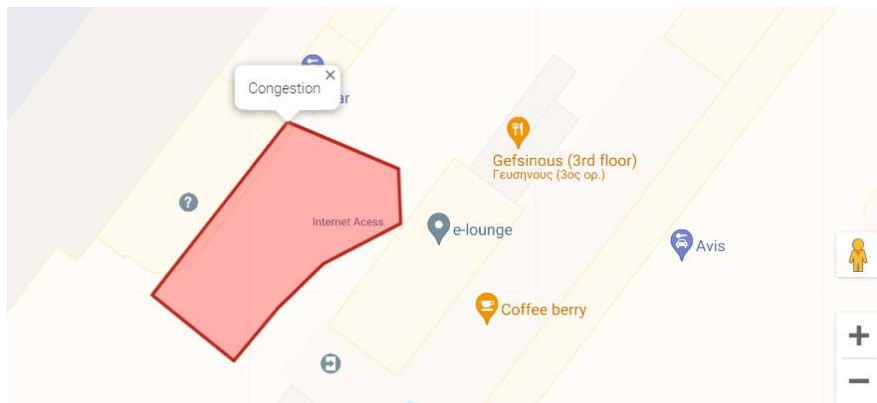 Congestion
ar
Gefsinous (3rd floor)
Γευσηνους (3ος ορ.)
Internet Acess
e-lounge
Avis
Coffee berry